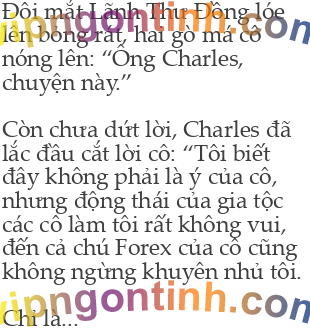 Đôi mắt Lãnh Thư Đồng lóe
lên bỏng rát, hai gò má cô
nóng lên: “Ông Charles,
chuyện này.”
Còn chưa dứt lời, Charles đã
lắc đầu cắt lời cô: “Tôi biết
đây không phải là ý của cô,
nhưng động thái của gia tộc
các cô làm tôi rất không vui,
đến cả chú Forex của cô cũng
không ngừng khuyên nhủ tôi.
Chỉ là...
vipngontinh.com
vipngontinh.com